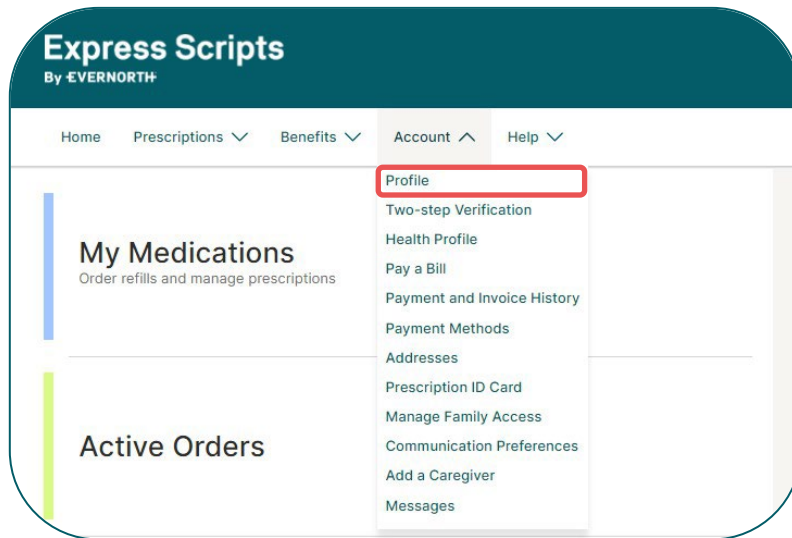 Express Scripts
By EVERNORTH
Home Prescriptions Benefits Account Help
Profile
Two-step Verification
Health Profile
Pay a Bill
Payment and Invoice History
Payment Methods
Addresses
Prescription ID Card
Manage Family Access
Communication Preferences
Add a Caregiver
Messages
My Medications
Order refills and manage prescriptions
Active Orders